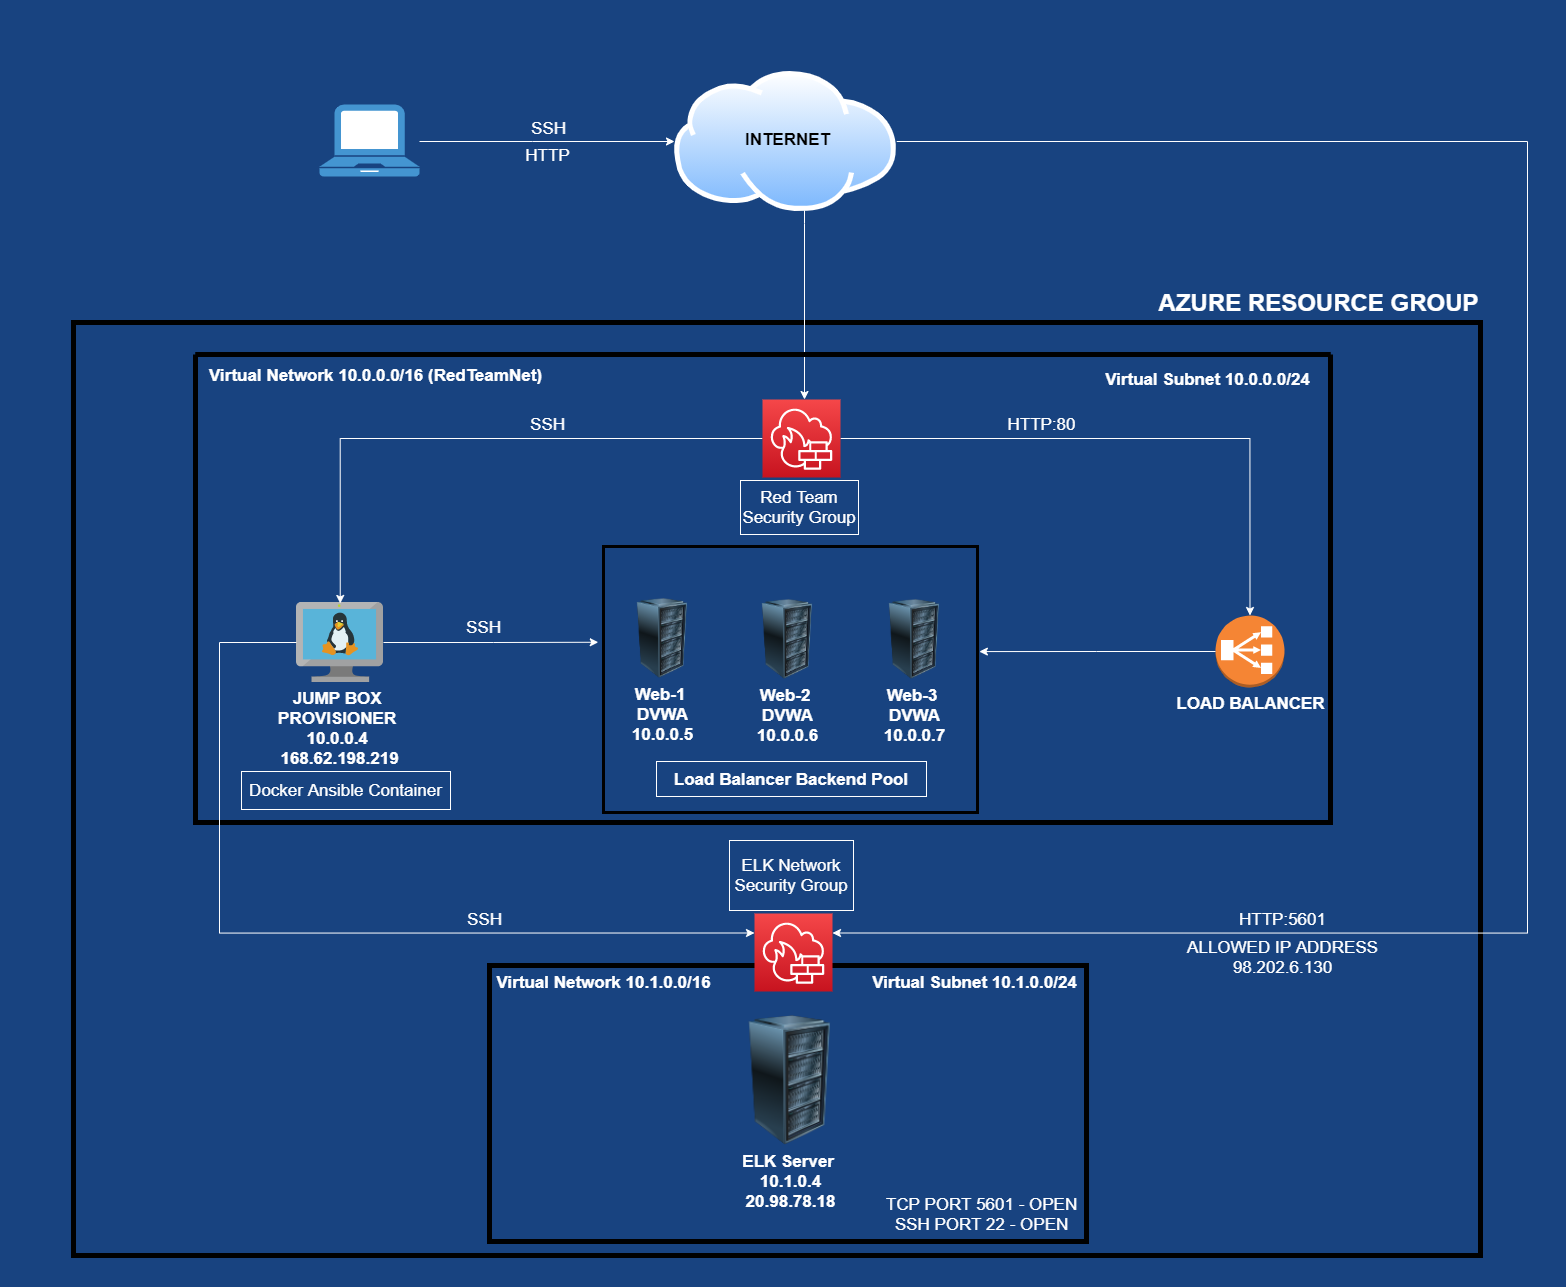 SSH
HTTP
INTERNET
AZURE RESOURCE GROUP
Virtual Network 10.0.0.0/16 (RedTeamNet)
Virtual Subnet 10.0.0.0/24
SSH
HTTP:80
Red Team
Security Group
SSH
JUMP BOX
PROVISIONER
10.0.0.4
168.62.198.219
Docker Ansible Container
Web-1
DVWA
10.0.0.5
Web-2
DVWA
10.0.0.6
Web-3
DVWA
10.0.0.7
Load Balancer Backend Pool
LOAD BALANCER
ELK Network
Security Group
SSH
HTTP:5601
ALLOWED IP ADDRESS
98.202.6.130
Virtual Network 10.1.0.0/16
Virtual Subnet 10.1.0.0/24
ELK Server
10.1.0.4
20.98.78.18
TCP PORT 5601 - OPEN
SSH PORT 22 - OPEN